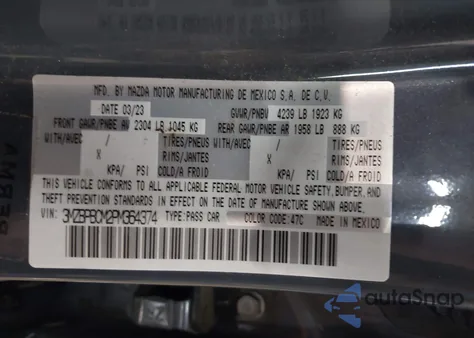 MFD. BY MAZDA MOTOR MANUFACTURING DE MEXICO S.A. DE C.V.
DATE 03/23 GVWR/PNBV 4239 LB 1923 KG
FRONT GAWR/PNBE AV 2304 LB 1045 KG REAR GAWR/PNBE AR 1958 LB 888 KG
WITH/AVEC / TIRES/PNEU WITH/AVEC / TIRES/PNEU
X RIMS/JANTES X RIMS/JANTES
KPA/ PSI COLD/A FROID KPA/ PSI COLD/A FROID
THIS VEHICLE CONFORMS TO ALL APPLICABLE FEDERAL MOTOR VEHICLE SAFETY, BUMPER, AND
THEFT PREVENTION STANDARDS IN EFFECT ON THE DATE OF MANUFACTURE SHOWN ABOVE.
VIN: 3MZBPBCM2PM364374 TYPE: PASS CAR COLOR CODE: 47C MADE IN MEXICO
autoSnap